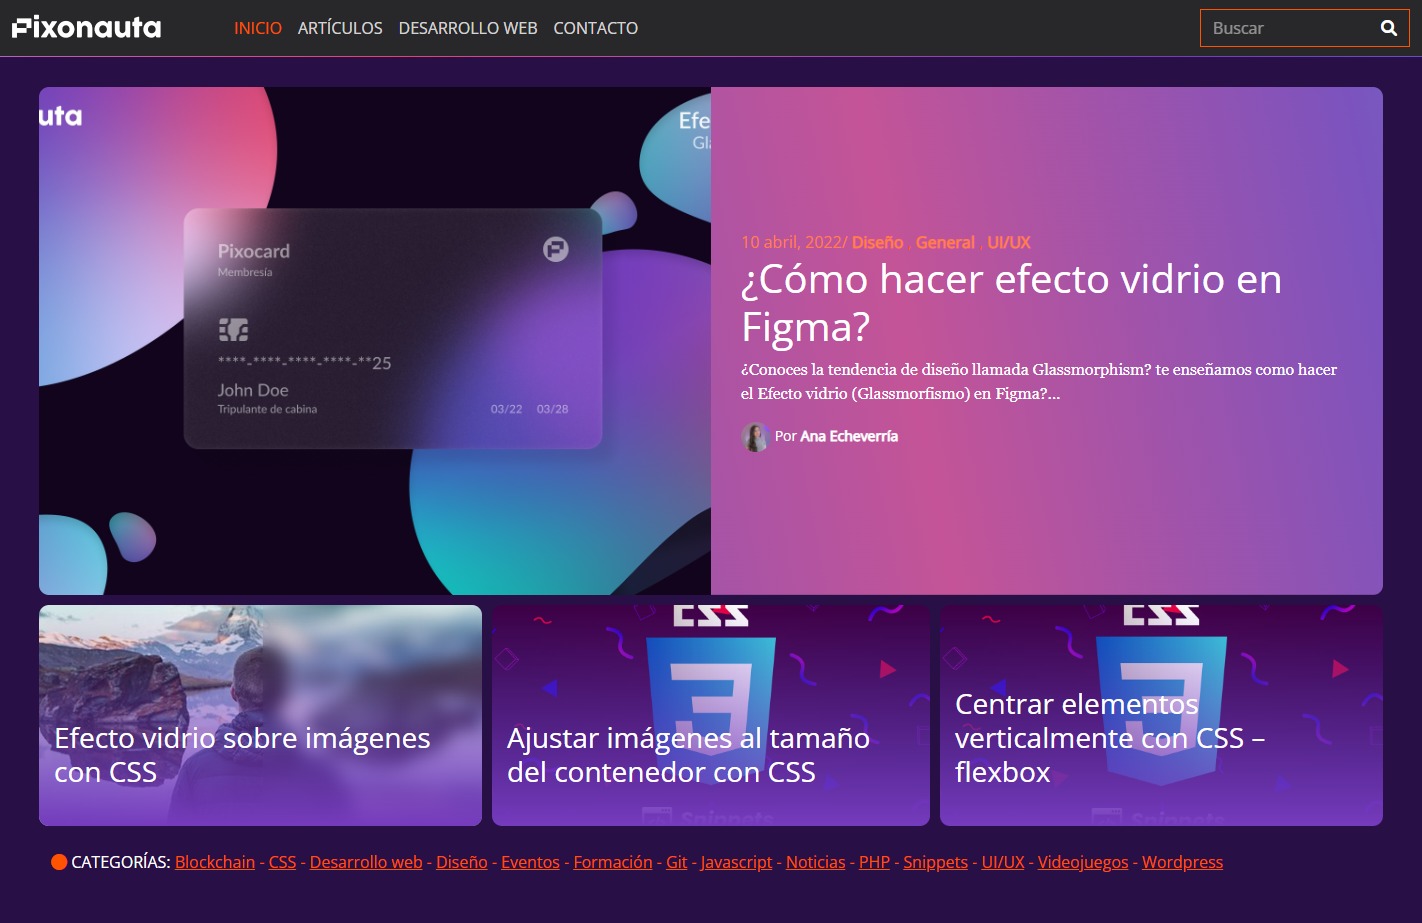 Fixonauta
INICIO ARTÍCULOS DESARROLLO WEB CONTACTO
Buscar
uta
Efe
Gl
Pixocard
Membresía
****-****-****-****-**25
John Doe
Tripulante de cabina
03/22 03/28
10 abril, 2022/ Diseño , General , UI/UX
¿Cómo hacer efecto vidrio en
Figma?
¿Conoces la tendencia de diseño llamada Glassmorphism? te enseñamos como hacer
el Efecto vidrio (Glassmorfismo) en Figma?...
Por Ana Echeverría
Efecto vidrio sobre imágenes
con CSS
CSS
Ajustar imágenes al tamaño
del contenedor con CSS
Snippets
CSS
Centrar elementos
verticalmente con CSS –
flexbox
Snippets
CATEGORÍAS: Blockchain - CSS - Desarrollo web - Diseño - Eventos - Formación - Git - Javascript - Noticias - PHP - Snippets - UI/UX - Videojuegos - Wordpress